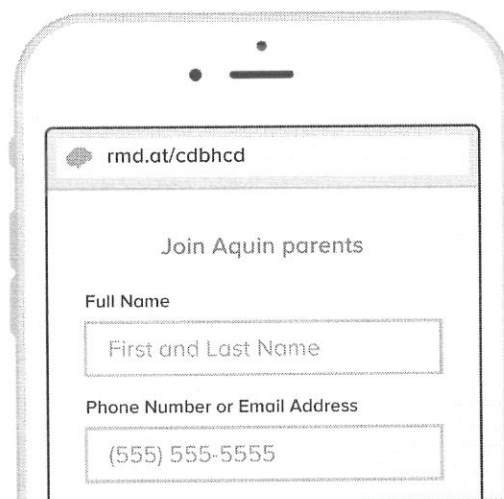 rmd.at/cdbhcd
Join Aquin parents
Full Name
First and Last Name
Phone Number or Email Address
(555) 555-5555